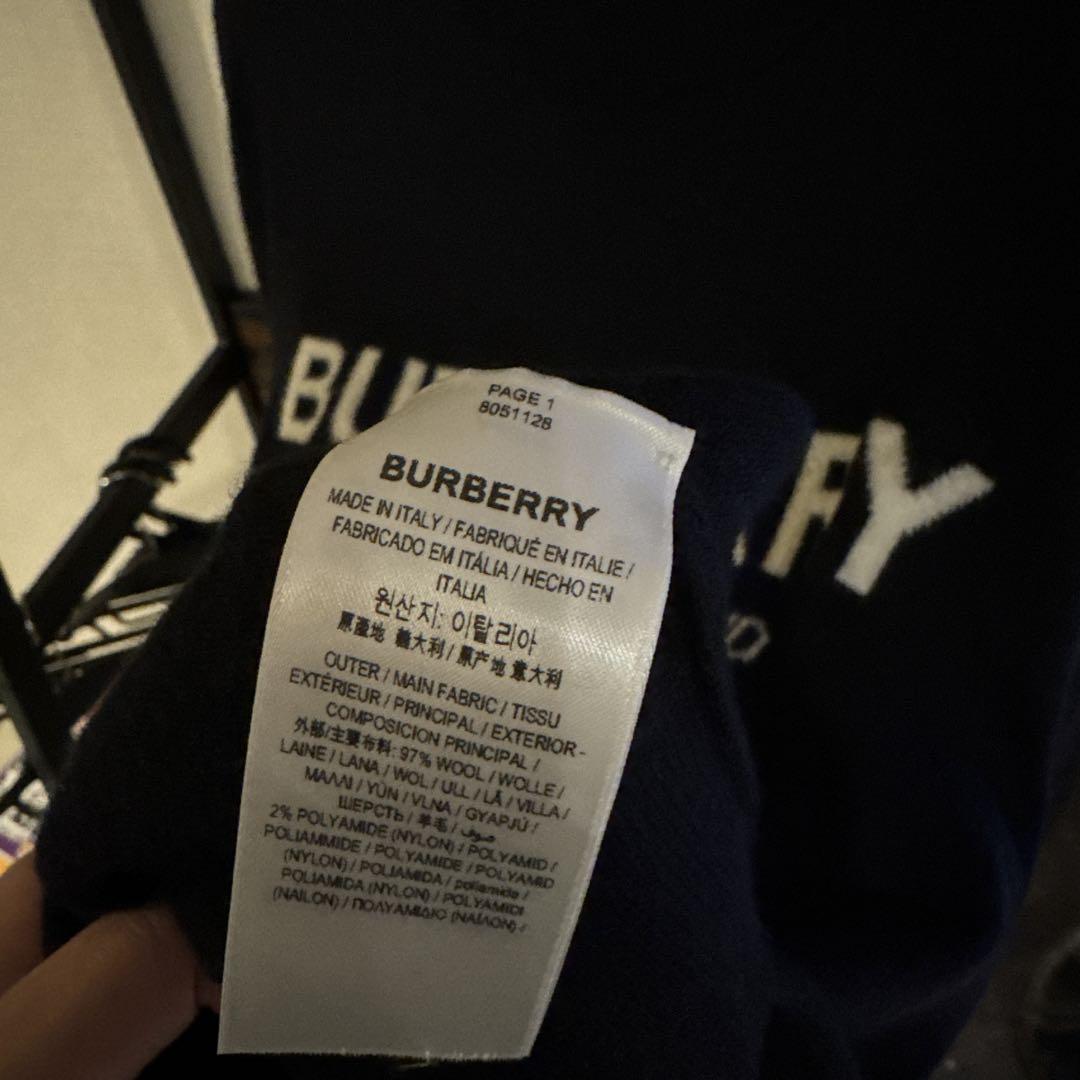 BU
RY
PAGE 1
8051128
BURBERRY
MADE IN ITALY / FABRIQUÉ EN ITALIE /
FABRICADO EM ITÁLIA / HECHO EN
ITALIA
원산지: 이탈리아
原產地 義大利 / 原产地 意大利
OUTER / MAIN FABRIC / TISSU
EXTÉRIEUR / PRINCIPAL / EXTERIOR -
COMPOSICION PRINCIPAL /
外部/主要布料: 97% WOOL / WOLLE /
LAINE / LANA / WOL / ULL / LÃ / VILLA /
ΜΑΛΛΙ / YÜN / VLNA / GYAPJÚ /
ШЕРСТЬ / 羊毛 / صوف /
2% POLYAMIDE (NYLON) / POLYAMID /
POLIAMMIDE / POLYAMIDE / POLYAMID
(NYLON) / POLIAMIDA / poliamida /
POLIAMIDA (NYLON) / POLYAMIDI
(NAILON) / ΠΟΛΥΑΜΙΔΙΟ (ΝΑΪΛΟΝ) /